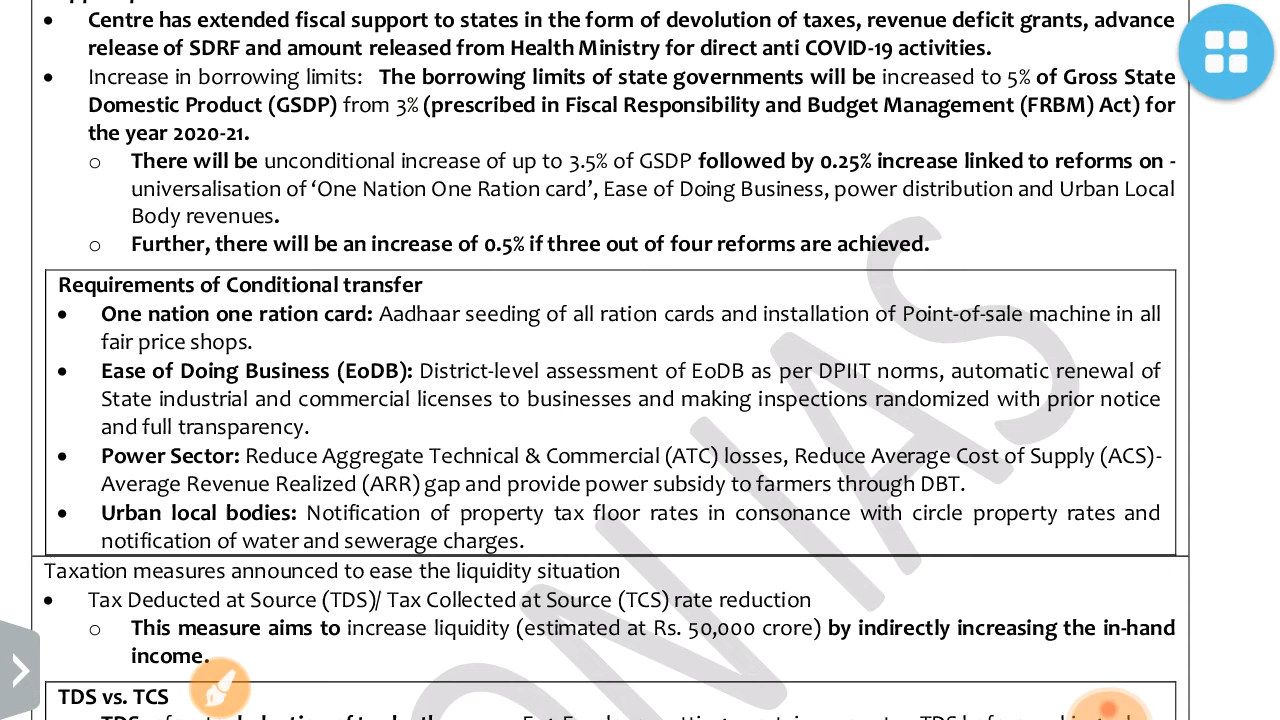 • Centre has extended fiscal support to states in the form of devolution of taxes, revenue deficit grants, advance
release of SDRF and amount released from Health Ministry for direct anti COVID-19 activities.
• Increase in borrowing limits: The borrowing limits of state governments will be increased to 5% of Gross State
Domestic Product (GSDP) from 3% (prescribed in Fiscal Responsibility and Budget Management (FRBM) Act) for
the year 2020-21.
o There will be unconditional increase of up to 3.5% of GSDP followed by 0.25% increase linked to reforms on -
universalisation of ‘One Nation One Ration card’, Ease of Doing Business, power distribution and Urban Local
Body revenues.
o Further, there will be an increase of 0.5% if three out of four reforms are achieved.
Requirements of Conditional transfer
• One nation one ration card: Aadhaar seeding of all ration cards and installation of Point-of-sale machine in all
fair price shops.
• Ease of Doing Business (EoDB): District-level assessment of EoDB as per DPIIT norms, automatic renewal of
State industrial and commercial licenses to businesses and making inspections randomized with prior notice
and full transparency.
• Power Sector: Reduce Aggregate Technical & Commercial (ATC) losses, Reduce Average Cost of Supply (ACS)-
Average Revenue Realized (ARR) gap and provide power subsidy to farmers through DBT.
• Urban local bodies: Notification of property tax floor rates in consonance with circle property rates and
notification of water and sewerage charges.
Taxation measures announced to ease the liquidity situation
• Tax Deducted at Source (TDS)/ Tax Collected at Source (TCS) rate reduction
o This measure aims to increase liquidity (estimated at Rs. 50,000 crore) by indirectly increasing the in-hand
income.
TDS vs. TCS
ON IAS